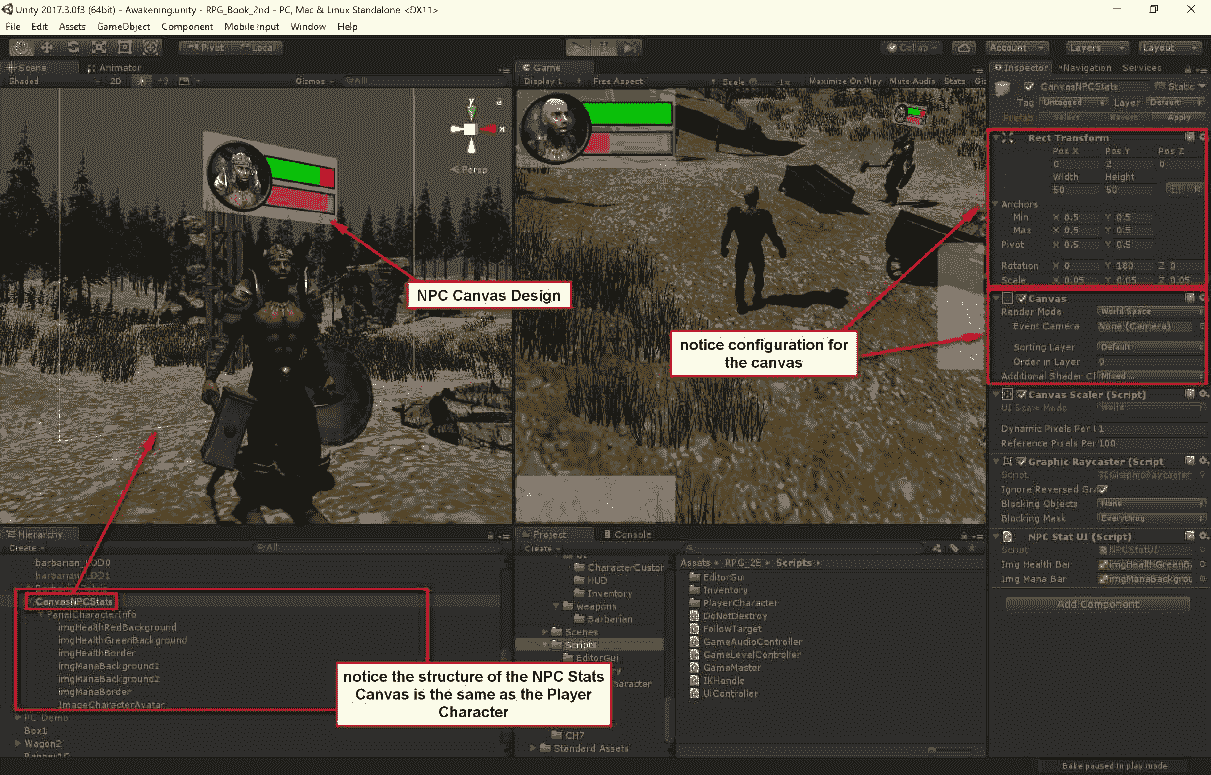 Unity 2017.3.0f3 (64bit) - Awakening.unity - RPG_Book_2nd - PC, Mac & Linux Standalone <DX11>
File Edit Assets GameObject Component Mobile Input Window Help
Pivot Local
Collab Account Layers Layout
Scene Animator
Shaded 2D Gizmos All
Persp
NPC Canvas Design
Game
Display 1 Free Aspect Scale 1x Maximize On Play Mute Audio Stats Giz
notice configuration for
the canvas
Inspector Navigation Services
CanvasNPCStats Static
Tag Untagged Layer Default
Prefab Select Revert Apply
Rect Transform
Pos X Pos Y Pos Z
0 2 0
Width Height
50 50
Anchors
Min X 0.5 Y 0.5
Max X 0.5 Y 0.5
Pivot X 0.5 Y 0.5
Rotation X 0 Y 180 Z 0
Scale X 0.05 Y 0.05 Z 0.05
Canvas
Render Mode World Space
Event Camera None (Camera)
Sorting Layer Default
Order in Layer 0
Additional Shader Cl Mixed ...
Canvas Scaler (Script)
UI Scale Mode World
Dynamic Pixels Per U 1
Reference Pixels Per 100
Graphic Raycaster (Script
Script GraphicRaycaster
Ignore Reversed Gra
Blocking Objects None
Blocking Mask Everything
NPC Stat UI (Script)
Script NPCStatUI
Img Health Bar imgHealthGreenB
Img Mana Bar imgManaBackgrou
Add Component
Hierarchy
Create All
barbarian_LOD0
barbarian_LOD1
CanvasNPCStats
PanelCharacterInfo
imgHealthRedBackground
imgHealthGreenBackground
imgHealthBorder
imgManaBackground1
imgManaBackground2
imgManaBorder
ImageCharacterAvatar
PC-Demo
Box1
Wagon2
notice the structure of the NPC Stats
Canvas is the same as the Player
Character
Project Console
Create
CharacterCustor
HUD
Inventory
weapons
Barbarian
Scenes
Scripts
EditorGui
CH7
Standard Assets
Assets RPG_2E Scripts
EditorGui
Inventory
PlayerCharacter
DoNotDestroy
FollowTarget
GameAudioController
GameLevelController
GameMaster
IKHandle
UiController
Bake paused in play mode